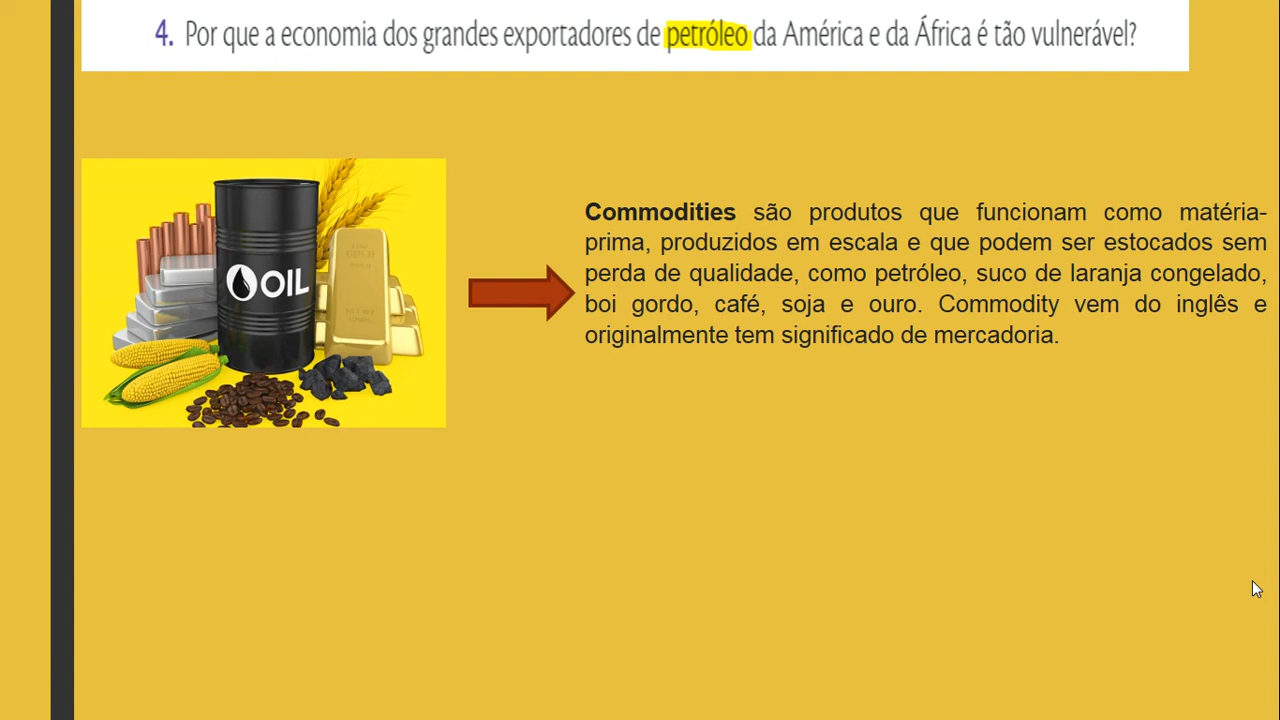 4. Por que a economia dos grandes exportadores de petróleo da América e da África é tão vulnerável?
OIL
Commodities são produtos que funcionam como matéria-
prima, produzidos em escala e que podem ser estocados sem
perda de qualidade, como petróleo, suco de laranja congelado,
boi gordo, café, soja e ouro. Commodity vem do inglês e
originalmente tem significado de mercadoria.